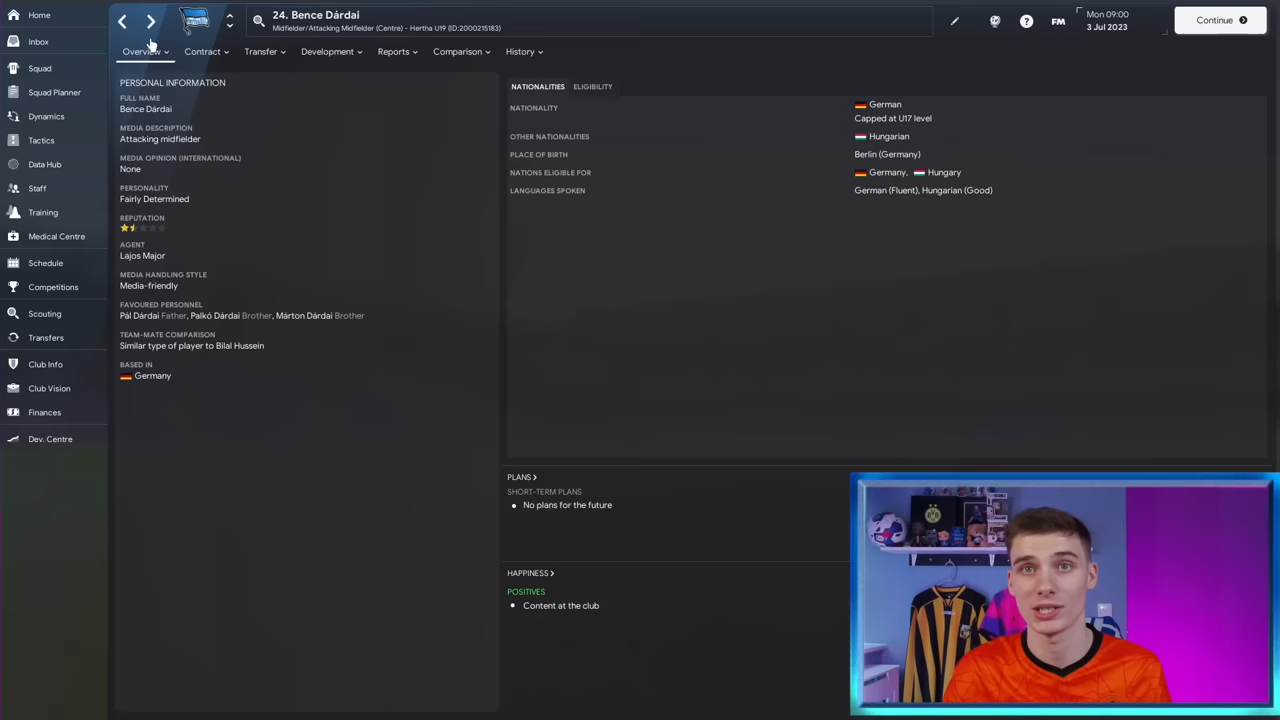 Home
Inbox
Squad
Squad Planner
Dynamics
Tactics
Data Hub
Staff
Training
Medical Centre
Schedule
Competitions
Scouting
Transfers
Club Info
Club Vision
Finances
Dev. Centre
24. Bence Dárdai
Midfielder/Attacking Midfielder (Centre) - Hertha U19 (ID:2000215183)
FM
Mon 09:00
3 Jul 2023
Continue
Overview
Contract
Transfer
Development
Reports
Comparison
History
PERSONAL INFORMATION
FULL NAME
Bence Dárdai
MEDIA DESCRIPTION
Attacking midfielder
MEDIA OPINION (INTERNATIONAL)
None
PERSONALITY
Fairly Determined
REPUTATION
AGENT
Lajos Major
MEDIA HANDLING STYLE
Media-friendly
FAVOURED PERSONNEL
Pál Dárdai Father, Palkó Dárdai Brother, Márton Dárdai Brother
TEAM-MATE COMPARISON
Similar type of player to Bilal Hussein
BASED IN
Germany
NATIONALITIES
ELIGIBILITY
NATIONALITY
German
Capped at U17 level
OTHER NATIONALITIES
Hungarian
PLACE OF BIRTH
Berlin (Germany)
NATIONS ELIGIBLE FOR
Germany, Hungary
LANGUAGES SPOKEN
German (Fluent), Hungarian (Good)
PLANS
SHORT-TERM PLANS
No plans for the future
HAPPINESS
POSITIVES
Content at the club
BVB
09